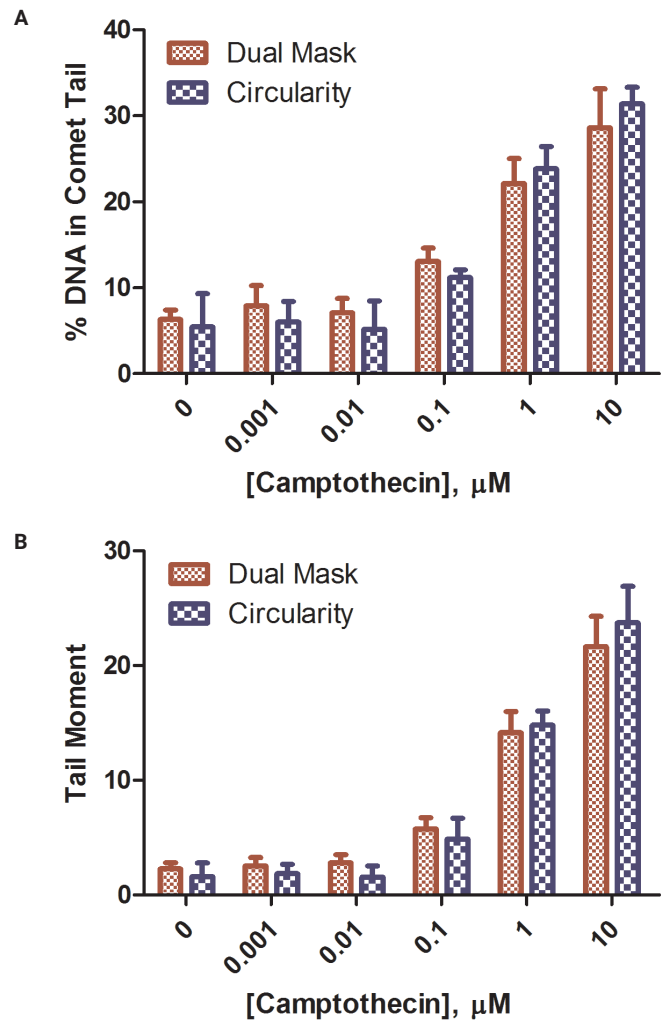 A
% DNA in Comet Tail
40
30
20
10
0
Dual Mask
Circularity
0 0.001 0.01 0.1 1 10
[Camptothecin], μM
B
Tail Moment
30
20
10
0
Dual Mask
Circularity
0 0.001 0.01 0.1 1 10
[Camptothecin], μM